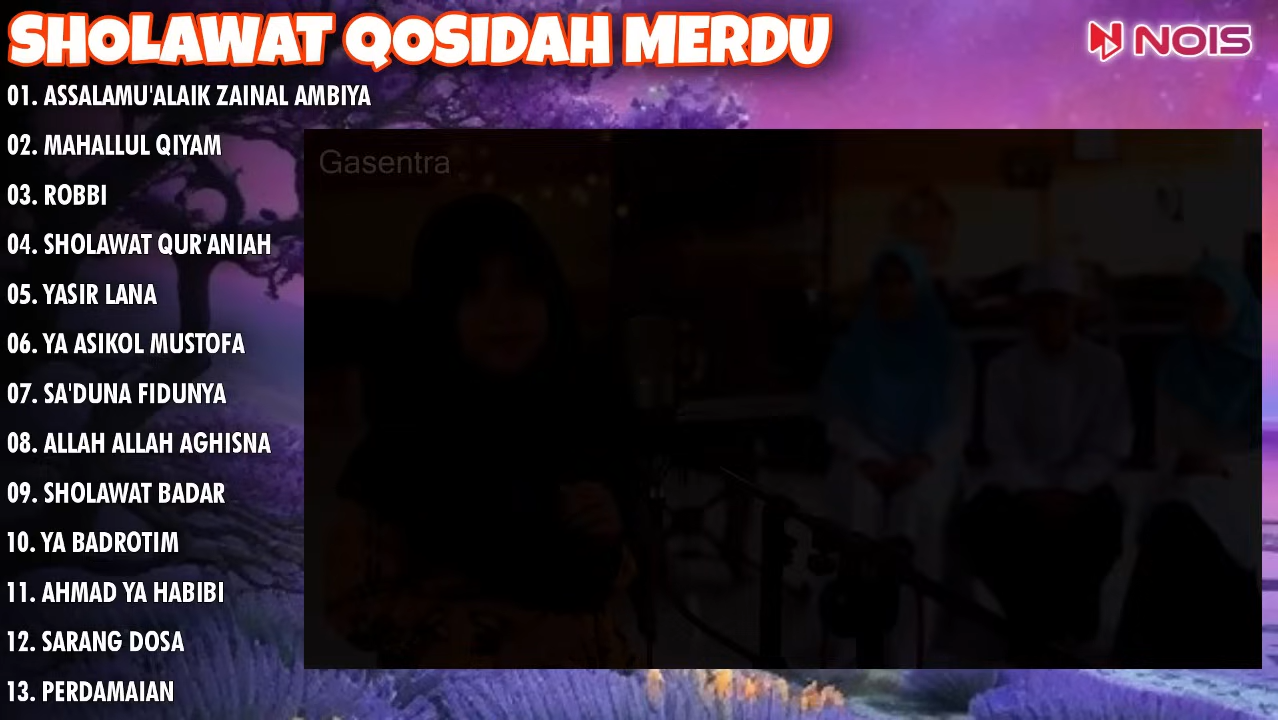 SHOLAWAT QOSIDAH MERDU
NOIS
01. ASSALAMU'ALAIK ZAINAL AMBIYA
02. MAHALLUL QIYAM
Gasentra
03. ROBBI
04. SHOLAWAT QUR'ANIAH
05. YASIR LANA
06. YA ASIKOL MUSTOFA
07. SA'DUNA FIDUNYA
08. ALLAH ALLAH AGHISNA
09. SHOLAWAT BADAR
10. YA BADROTIM
11. AHMAD YA HABIBI
12. SARANG DOSA
13. PERDAMAIAN